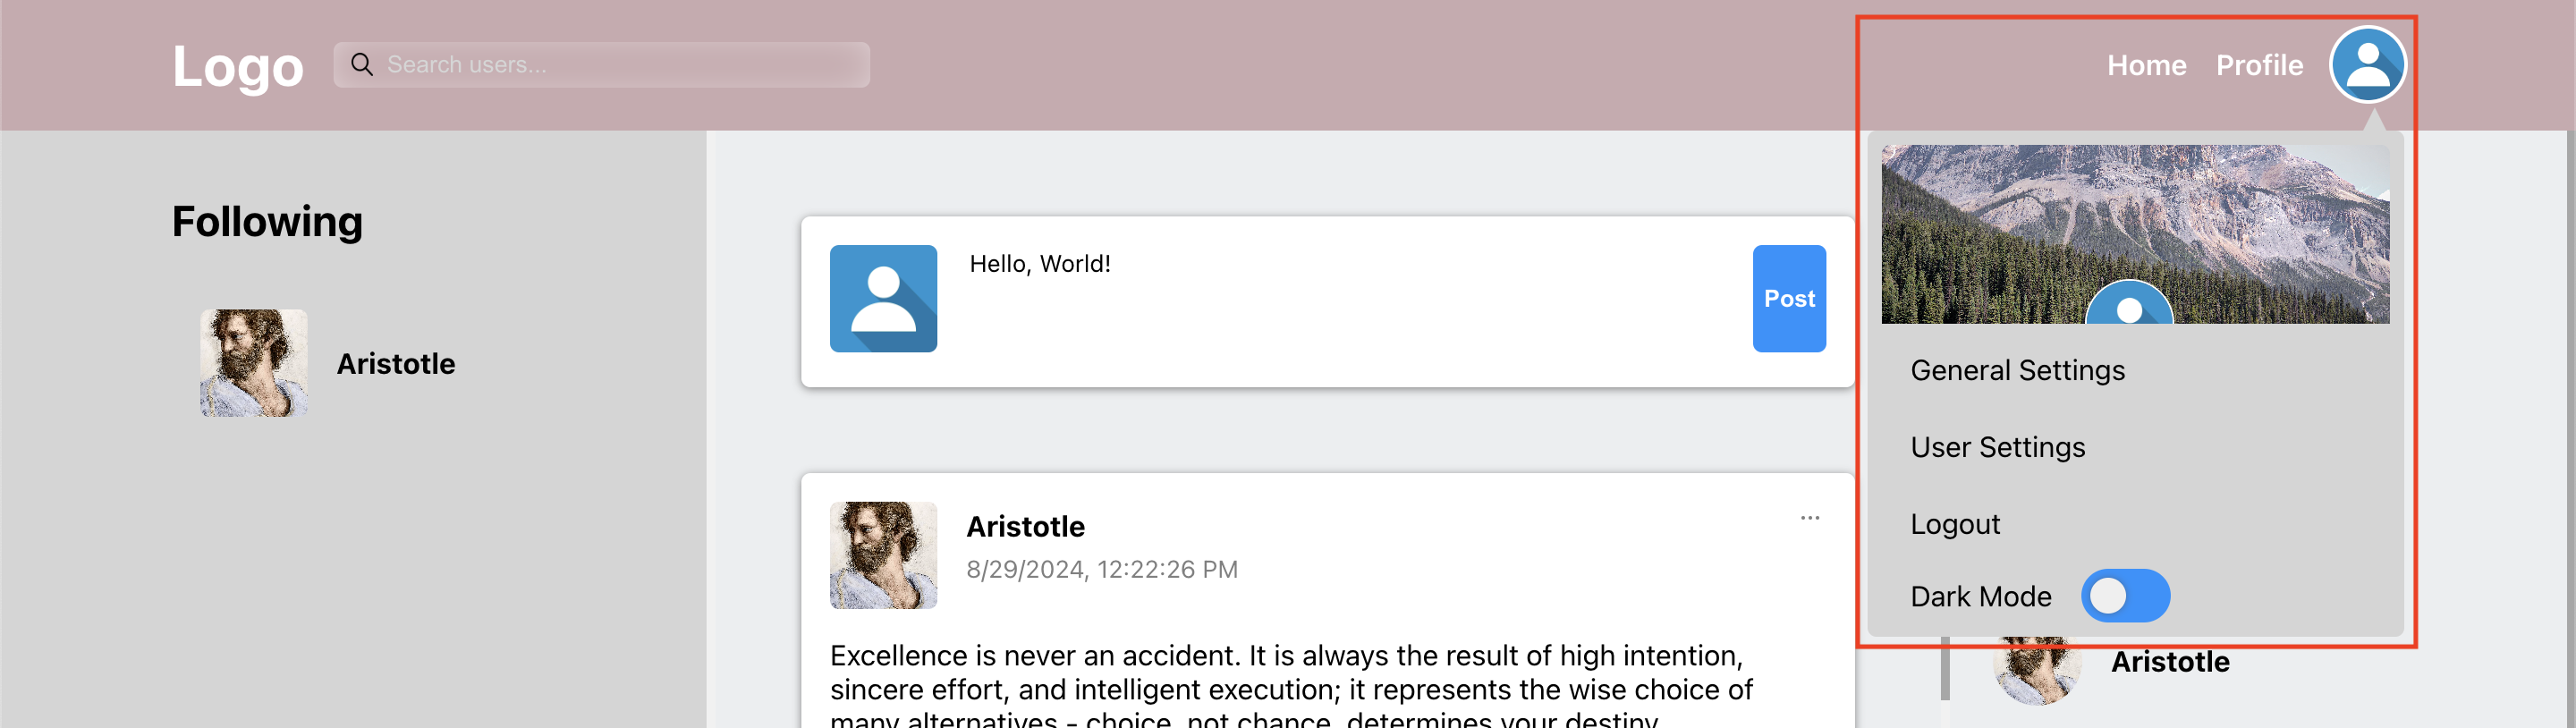 Logo
Search users...
Home
Profile
Following
Aristotle
Hello, World!
Post
Aristotle
...
8/29/2024, 12:22:26 PM
Excellence is never an accident. It is always the result of high intention,
sincere effort, and intelligent execution; it represents the wise choice of
many alternatives - choice, not chance, determines your destiny.
General Settings
User Settings
Logout
Dark Mode
Aristotle